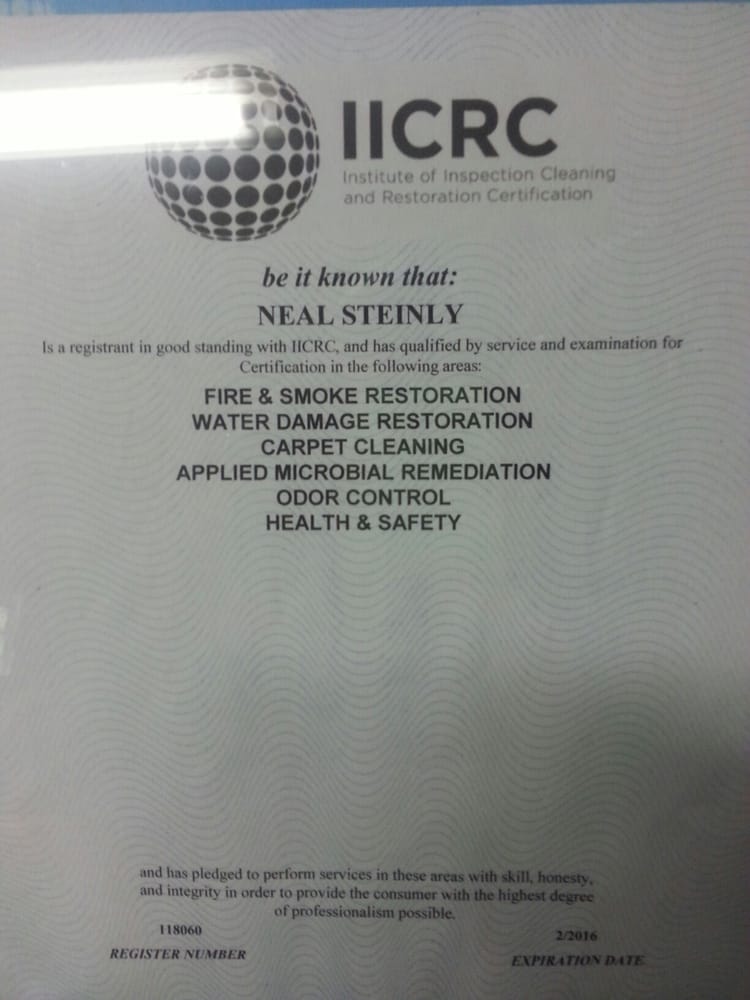 IICRC
Institute of Inspection Cleaning
and Restoration Certification
be it known that:
NEAL STEINLY
Is a registrant in good standing with IICRC, and has qualified by service and examination for
Certification in the following areas:
FIRE & SMOKE RESTORATION
WATER DAMAGE RESTORATION
CARPET CLEANING
APPLIED MICROBIAL REMEDIATION
ODOR CONTROL
HEALTH & SAFETY
and has pledged to perform services in these areas with skill, honesty,
and integrity in order to provide the consumer with the highest degree
of professionalism possible.
118060
2/2016
REGISTER NUMBER
EXPIRATION DATE